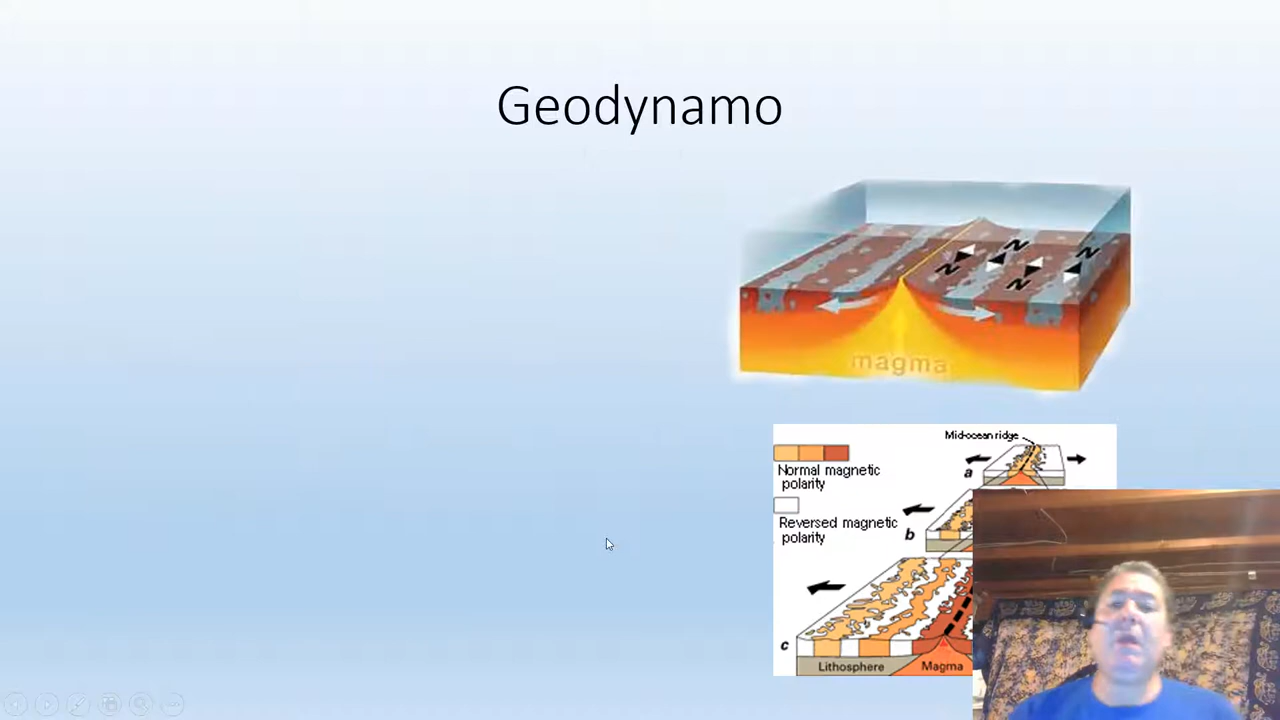 Geodynamo
N
N
N
N
N
magma
Mid-ocean ridge
Normal magnetic
polarity
a
Reversed magnetic
polarity
b
c
Lithosphere
Magma